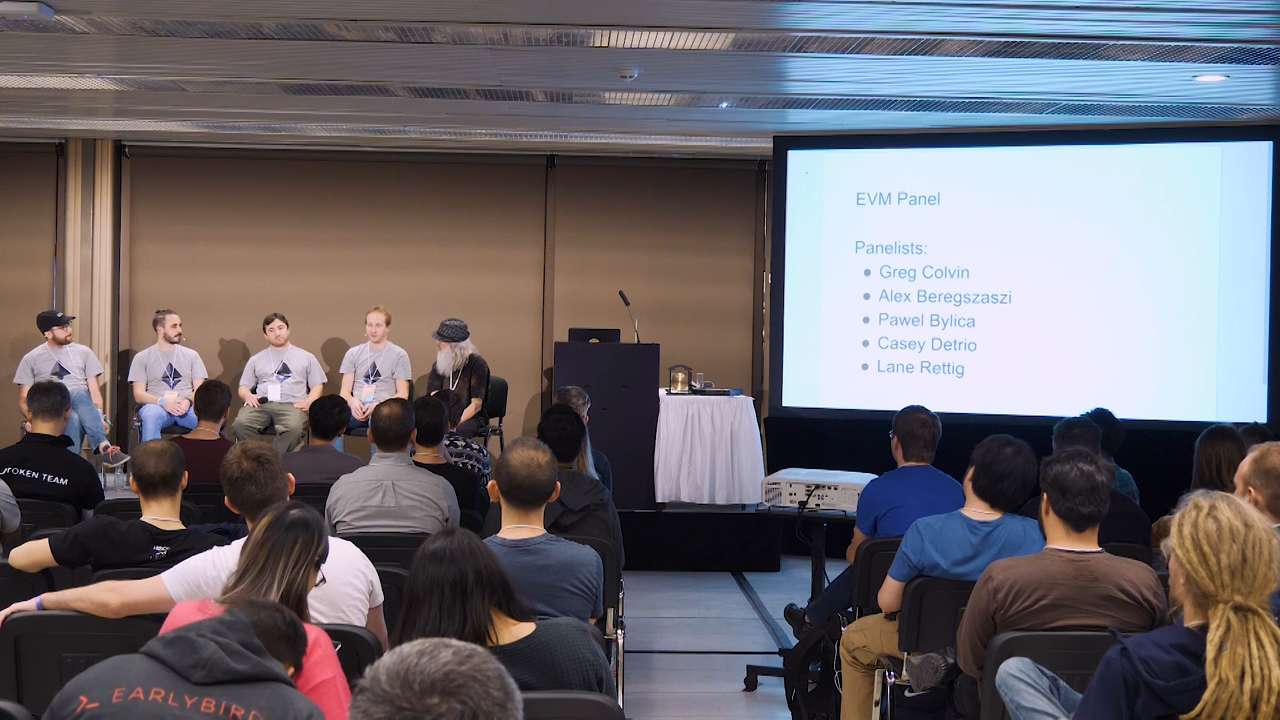 EVM Panel
Panelists:
Greg Colvin
Alex Beregszaszi
Pawel Bylica
Casey Detrio
Lane Rettig
TOKEN TEAM
EARLYBIRD